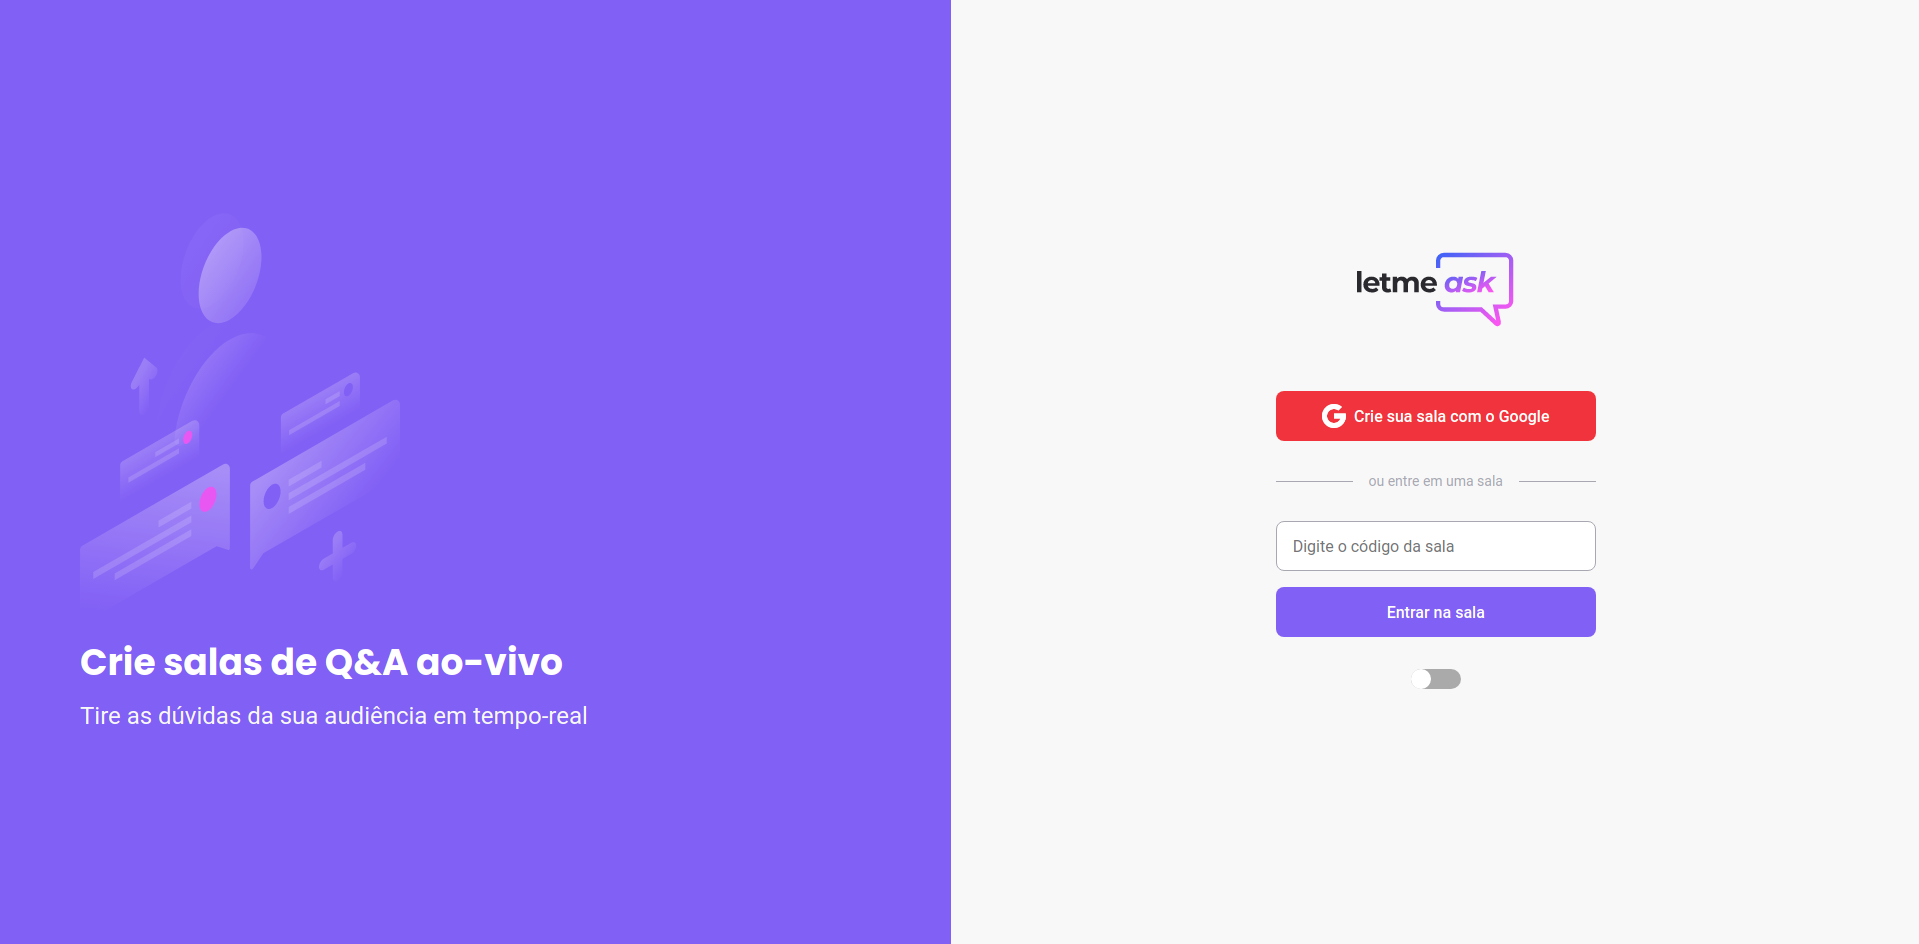 Crie salas de Q&A ao-vivo
Tire as dúvidas da sua audiência em tempo-real
letme ask
Crie sua sala com o Google
ou entre em uma sala
Digite o código da sala
Entrar na sala